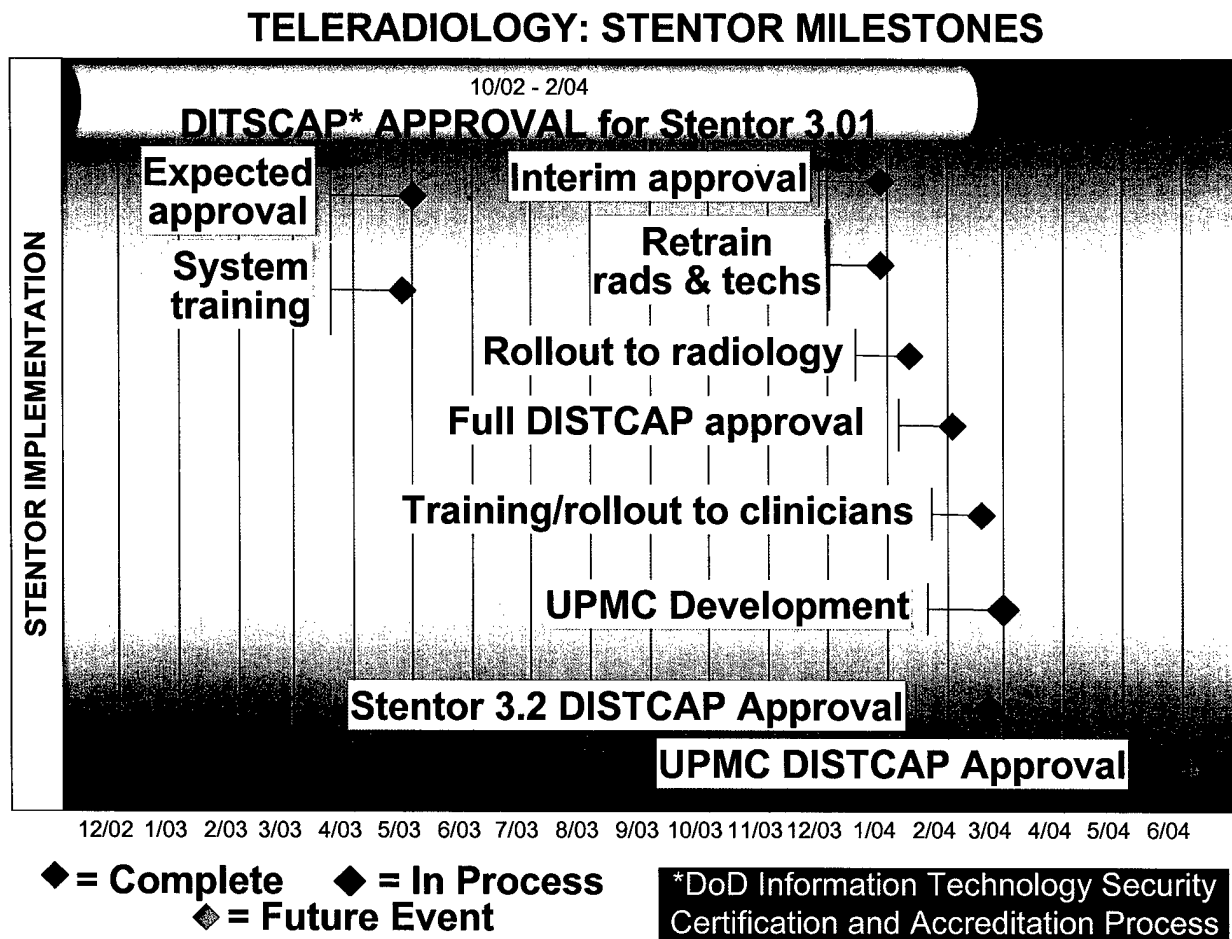 TELERADIOLOGY: STENTOR MILESTONES
STENTOR IMPLEMENTATION
10/02 - 2/04
DITSCAP* APPROVAL for Stentor 3.01
Expected
approval
Interim approval
System
training
Retrain
rads & techs
Rollout to radiology
Full DISTCAP approval
Training/rollout to clinicians
UPMC Development
Stentor 3.2 DISTCAP Approval
UPMC DISTCAP Approval
12/02 1/03 2/03 3/03 4/03 5/03 6/03 7/03 8/03 9/03 10/03 11/03 12/03 1/04 2/04 3/04 4/04 5/04 6/04
= Complete = In Process
= Future Event
*DoD Information Technology Security
Certification and Accreditation Process